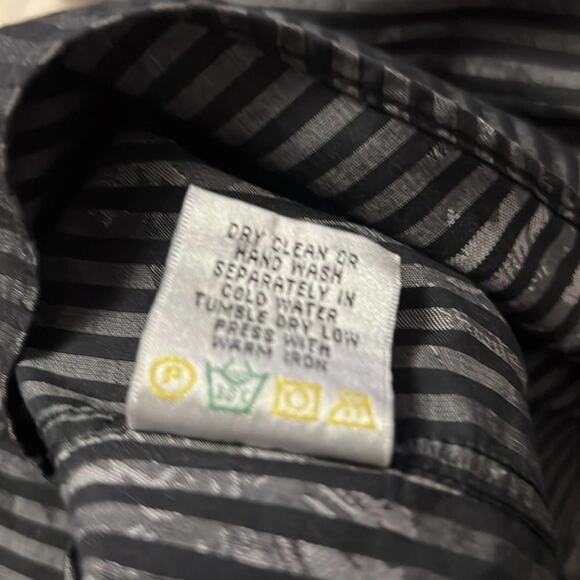 DRY CLEAN OR
HAND WASH
SEPARATELY IN
COLD WATER
TUMBLE DRY LOW
PRESS WITH
WARM IRON
P